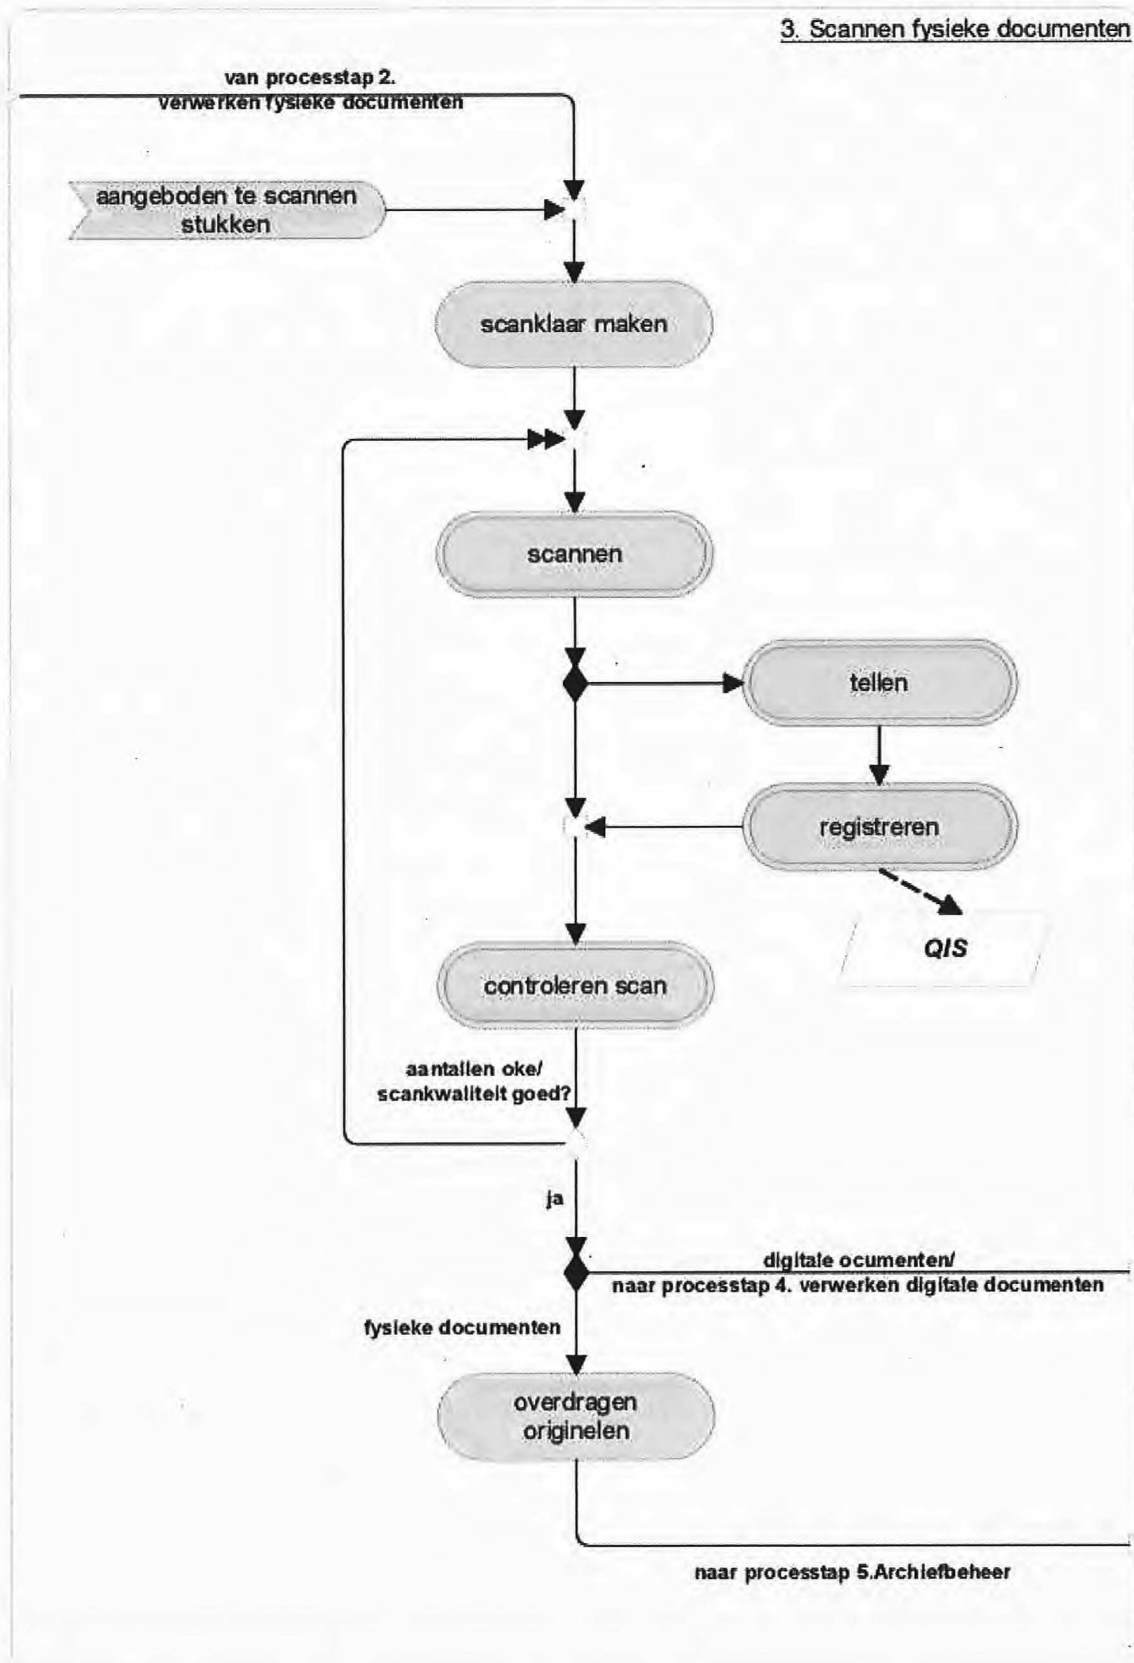 3. Scannen fysieke documenten
van processtap 2.
verwerken fysieke documenten
aangeboden te scannen
stukken
scanklaar maken
scannen
tellen
registreren
QIS
controleren scan
aantallen oke/
scankwaliteit goed?
ja
digitale ocumenten/
naar processtap 4. verwerken digitale documenten
fysieke documenten
overdragen
originelen
naar processtap 5.Archiefbeheer